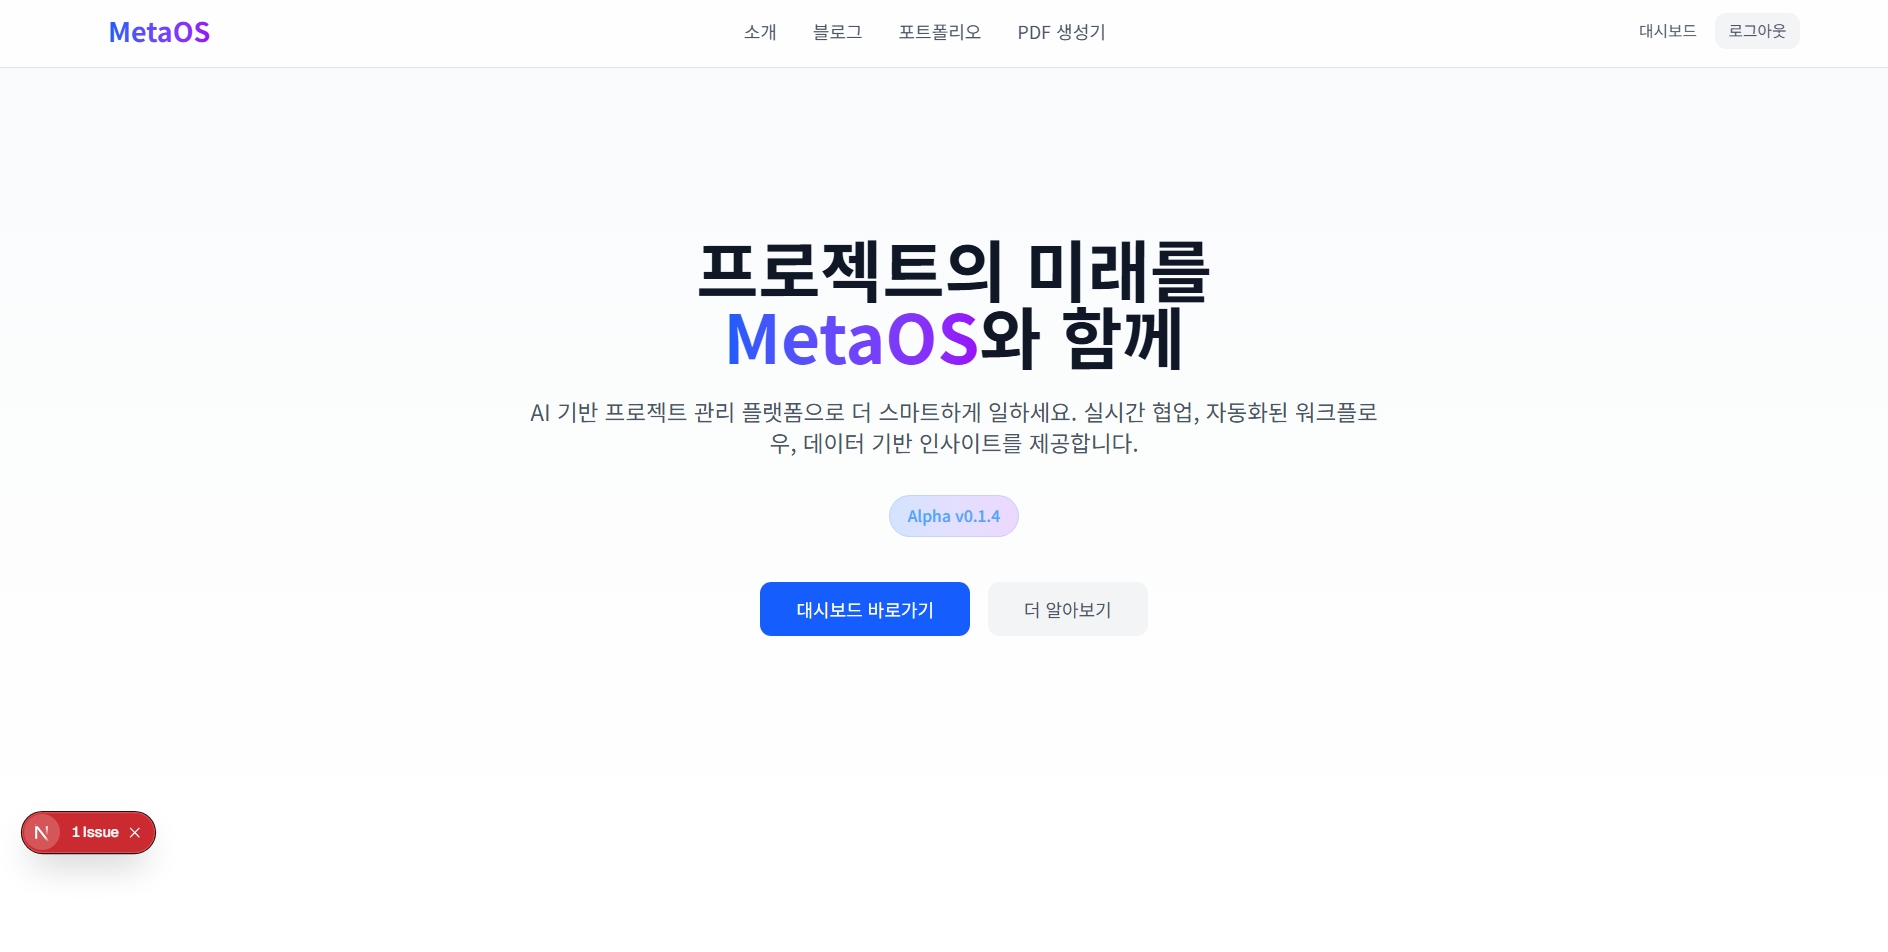 MetaOS
소개
블로그
포트폴리오
PDF 생성기
대시보드
로그아웃
프로젝트의 미래를
MetaOS와 함께
AI 기반 프로젝트 관리 플랫폼으로 더 스마트하게 일하세요. 실시간 협업, 자동화된 워크플로
우, 데이터 기반 인사이트를 제공합니다.
Alpha v0.1.4
대시보드 바로가기
더 알아보기
N
1 Issue